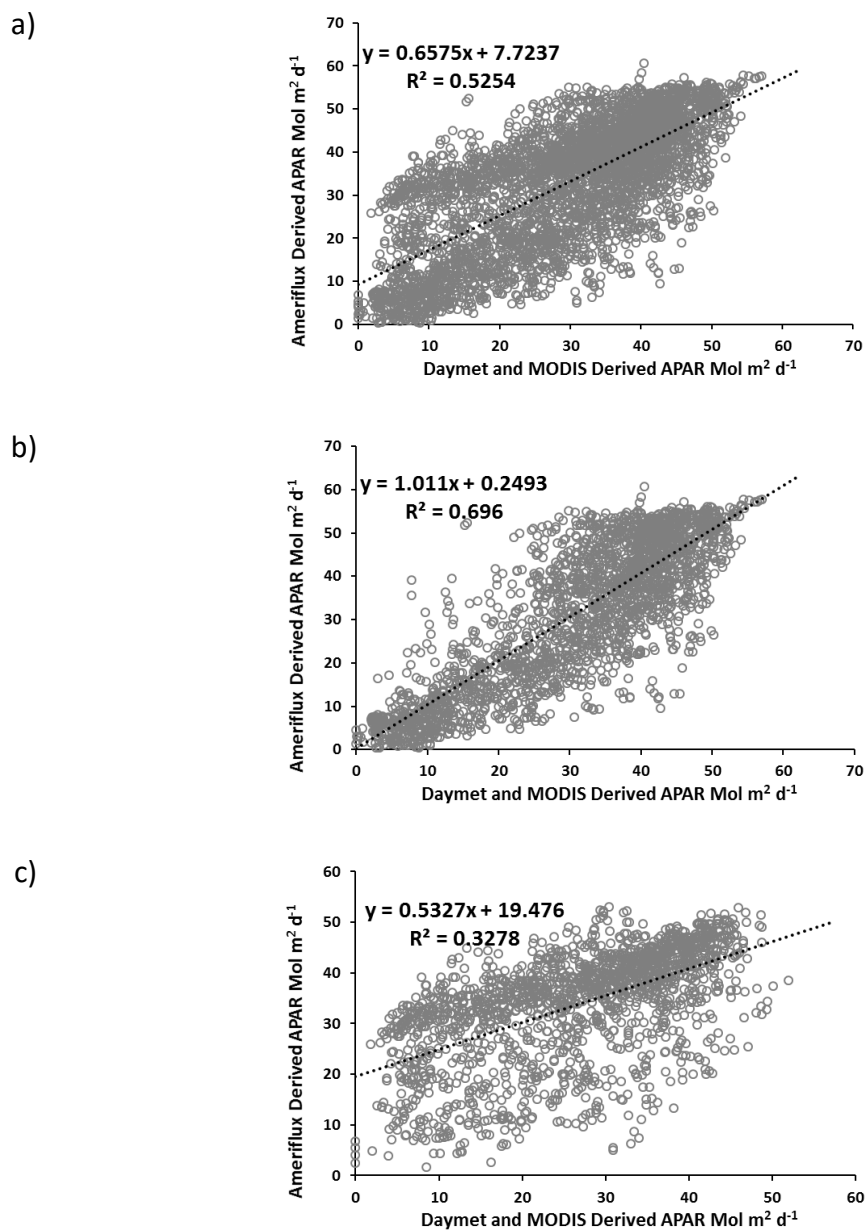 a)
70
60
50
40
30
20
10
0
y = 0.6575x + 7.7237
R² = 0.5254
Ameriflux Derived APAR Mol m² d⁻¹
0 10 20 30 40 50 60 70
Daymet and MODIS Derived APAR Mol m² d⁻¹
b)
70
60
50
40
30
20
10
0
y = 1.011x + 0.2493
R² = 0.696
Ameriflux Derived APAR Mol m² d⁻¹
0 10 20 30 40 50 60 70
Daymet and MODIS Derived APAR Mol m² d⁻¹
c)
60
50
40
30
20
10
0
y = 0.5327x + 19.476
R² = 0.3278
Ameriflux Derived APAR Mol m² d⁻¹
0 10 20 30 40 50 60
Daymet and MODIS Derived APAR Mol m² d⁻¹